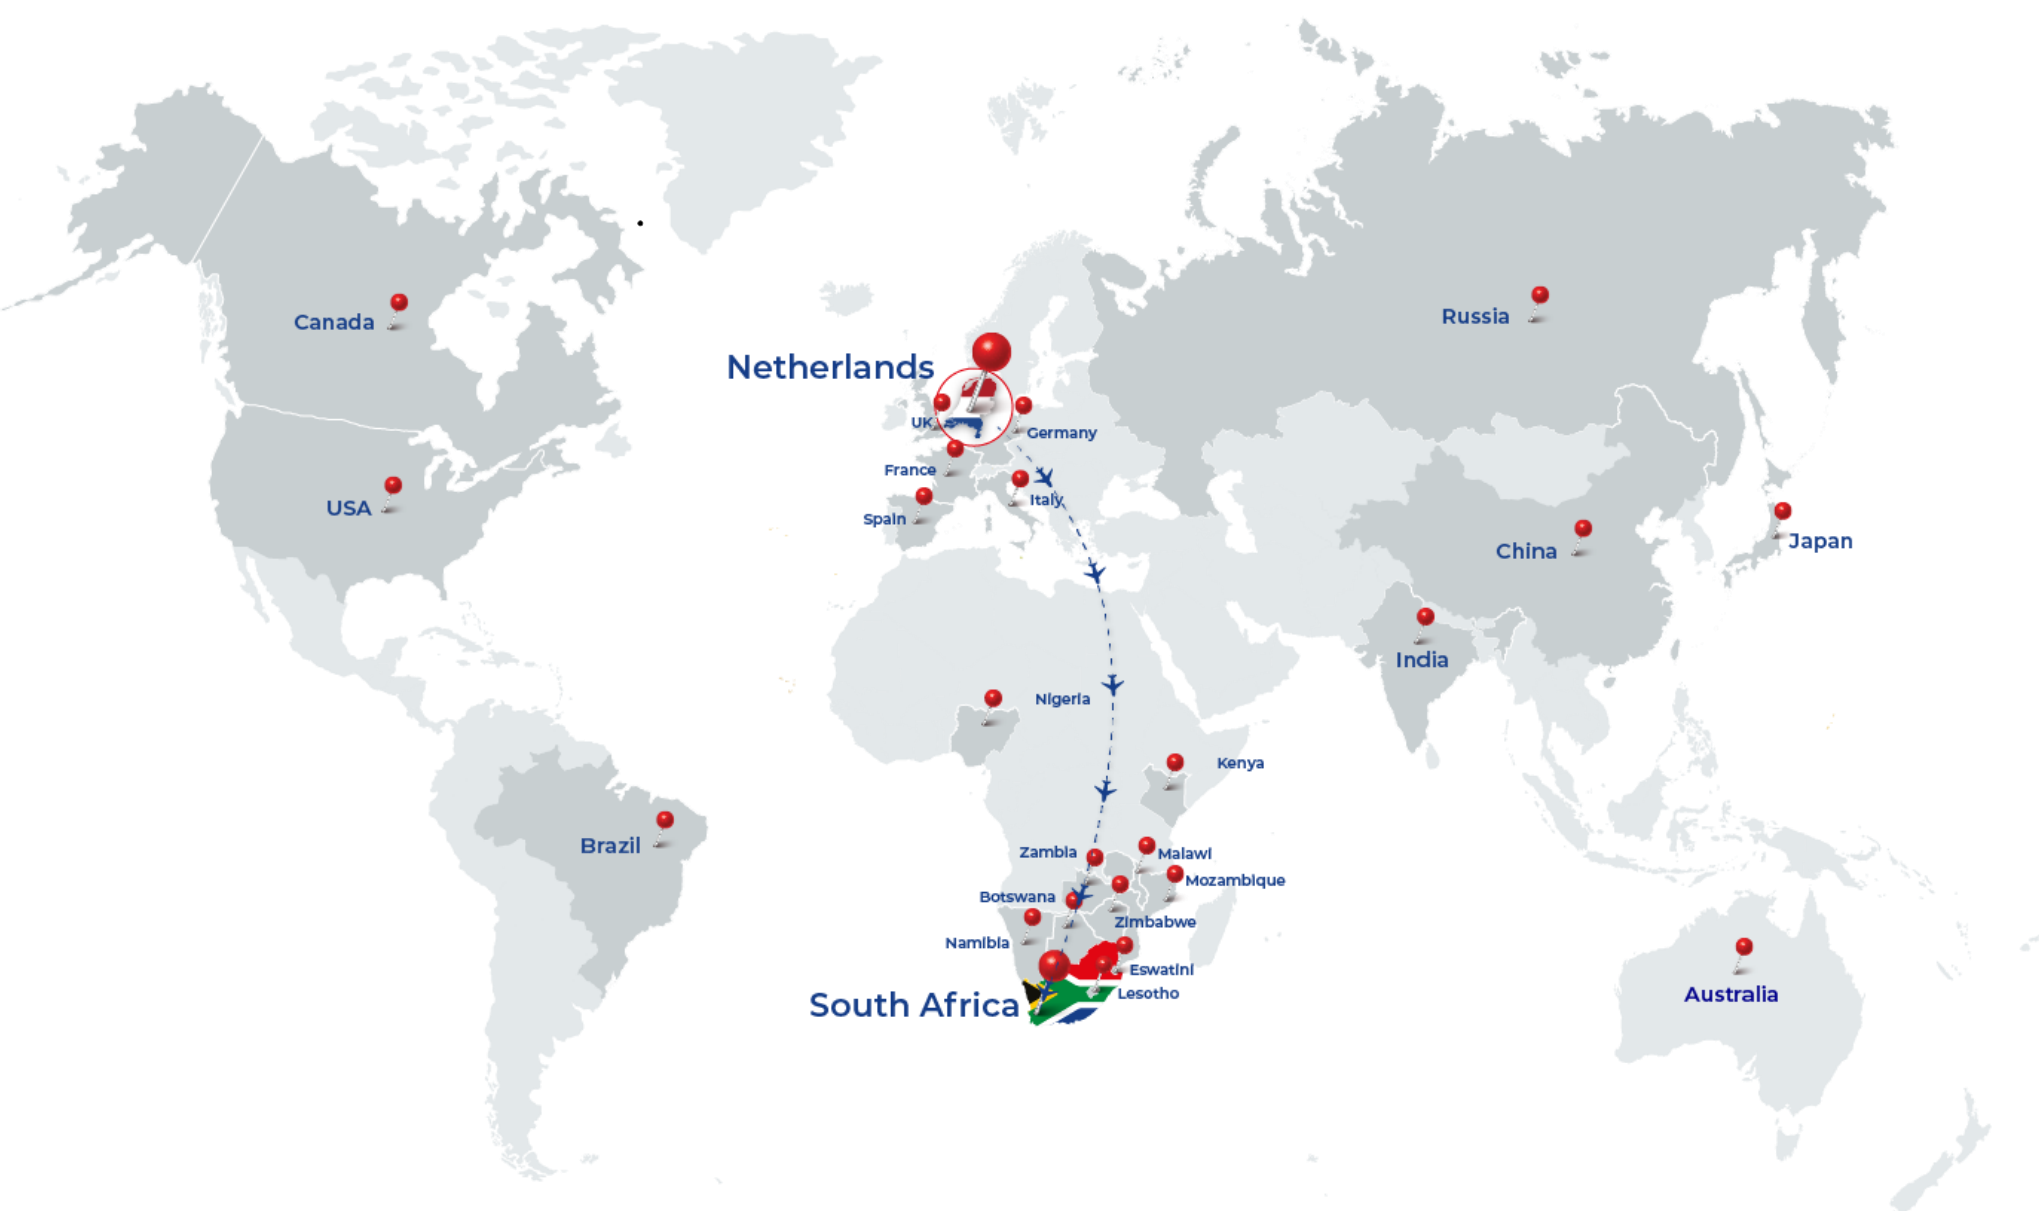 Canada
Russia
Netherlands
UK
Germany
France
Italy
USA
Spain
China
Japan
India
Nigeria
Kenya
Brazil
Zambia
Malawi
Mozambique
Botswana
Zimbabwe
Namibia
Eswatini
Lesotho
South Africa
Australia